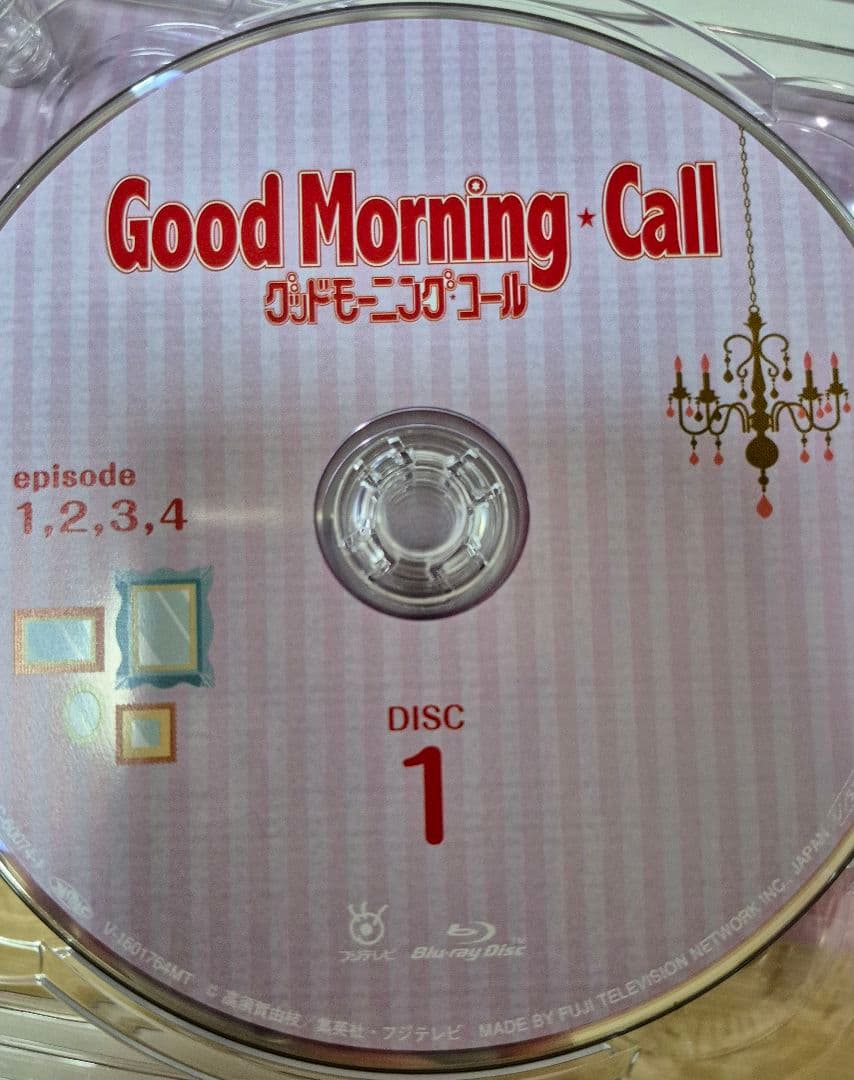 Good Morning★Call
グッドモーニング★コール
episode
1,2,3,4
DISC
1
フジテレビ
Blu-ray Disc
V-1601764MT © 高須賀由枝/集英社・フジテレビ MADE BY FUJI TELEVISION NETWORK INC. JAPAN